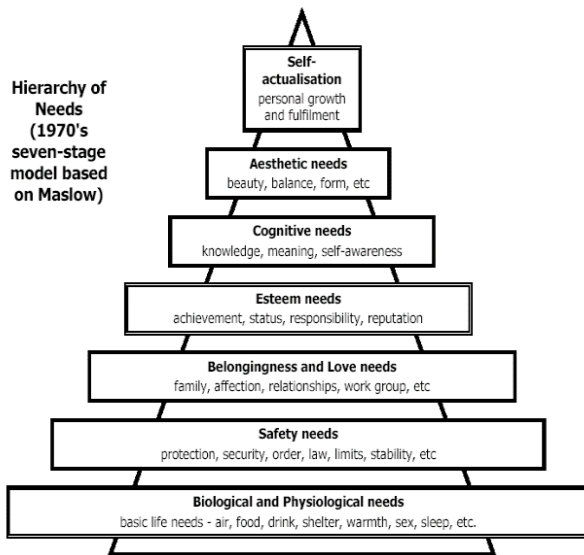 Hierarchy of
Needs
(1970's
seven-stage
model based
on Maslow)
Self-
actualisation
personal growth
and fulfilment
Aesthetic needs
beauty, balance, form, etc
Cognitive needs
knowledge, meaning, self-awareness
Esteem needs
achievement, status, responsibility, reputation
Belongingness and Love needs
family, affection, relationships, work group, etc
Safety needs
protection, security, order, law, limits, stability, etc
Biological and Physiological needs
basic life needs - air, food, drink, shelter, warmth, sex, sleep, etc.